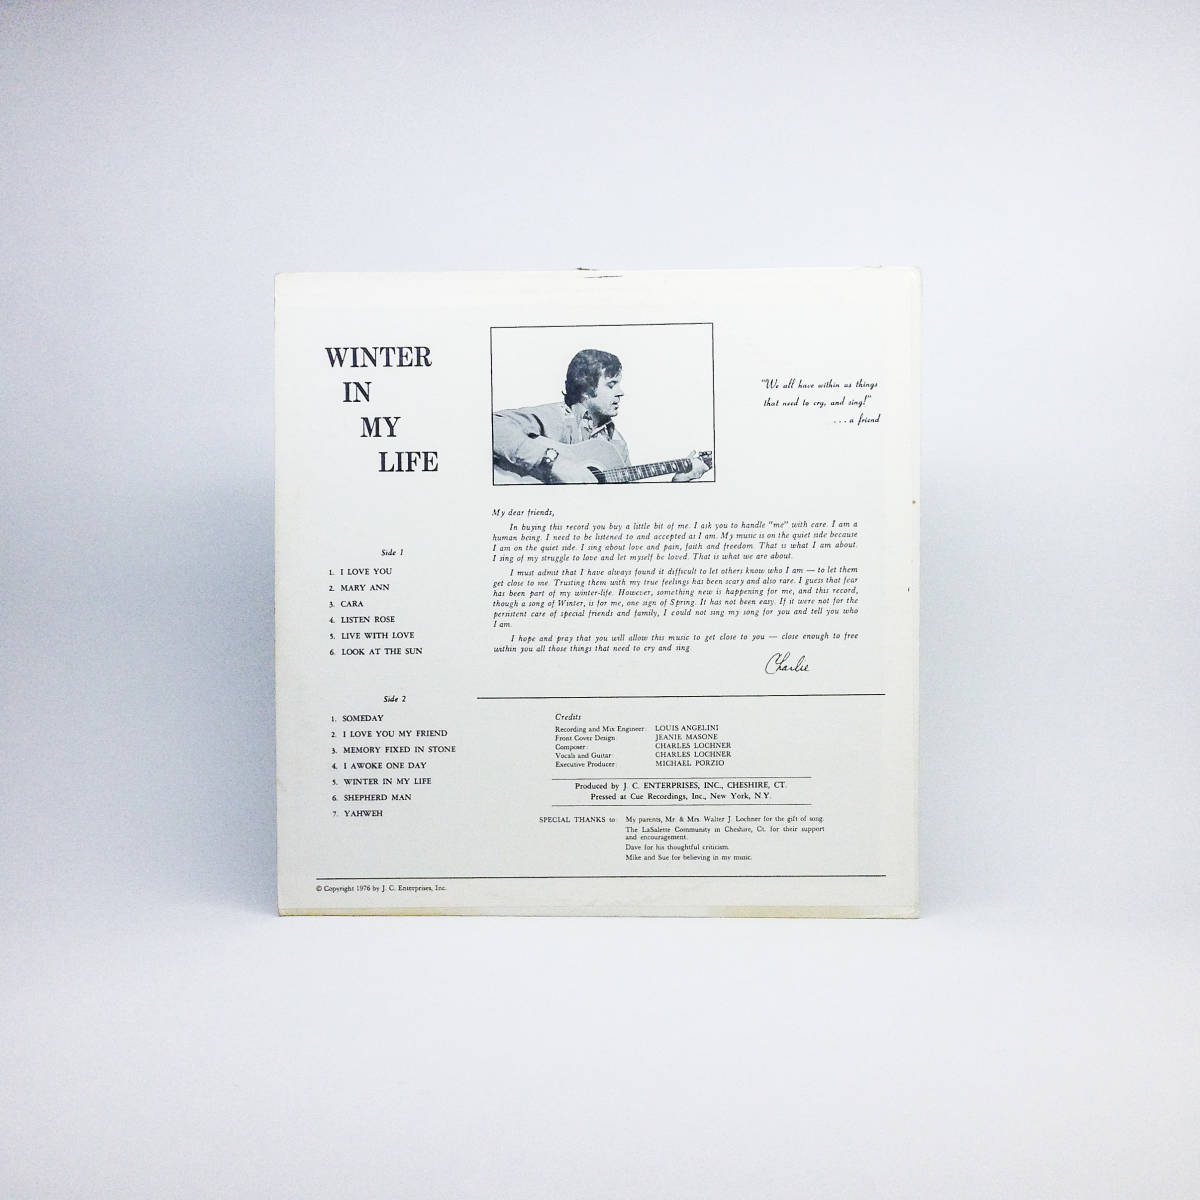 WINTER
IN
MY
LIFE
"We all have within us things
that need to cry, and sing!"
. . . a friend
Side 1
1. I LOVE YOU
2. MARY ANN
3. CARA
4. LISTEN ROSE
5. LIVE WITH LOVE
6. LOOK AT THE SUN
Side 2
1. SOMEDAY
2. I LOVE YOU MY FRIEND
3. MEMORY FIXED IN STONE
4. I AWOKE ONE DAY
5. WINTER IN MY LIFE
6. SHEPHERD MAN
7. YAHWEH
My dear friends,
In buying this record you buy a little bit of me. I ask you to handle "me" with care. I am a
human being. I need to be listened to and accepted as I am. My music is on the quiet side because
I am on the quiet side. I sing about love and pain, faith and freedom. That is what I am about.
I sing of my struggle to love and let myself be loved. That is what we are about.
I must admit that I have always found it difficult to let others know who I am — to let them
get close to me. Trusting them with my true feelings has been scary and also rare. I guess that fear
has been part of my winter-life. However, something new is happening for me, and this record,
though a song of Winter, is for me, one sign of Spring. It has not been easy. If it were not for the
persistent care of special friends and family, I could not sing my song for you and tell you who
I am.
I hope and pray that you will allow this music to get close to you — close enough to free
within you all those things that need to cry and sing
Charlie
Credits
Recording and Mix Engineer: LOUIS ANGELINI
Front Cover Design: JEANIE MASONE
Composer: CHARLES LOCHNER
Vocals and Guitar: CHARLES LOCHNER
Executive Producer: MICHAEL PORZIO
Produced by J. C. ENTERPRISES, INC., CHESHIRE, CT.
Pressed at Cue Recordings, Inc., New York, N.Y.
SPECIAL THANKS to: My parents, Mr. & Mrs. Walter J. Lochner for the gift of song.
The LaSalette Community in Cheshire, Ct. for their support
and encouragement.
Dave for his thoughtful criticism.
Mike and Sue for believing in my music.
© Copyright 1976 by J. C. Enterprises, Inc.